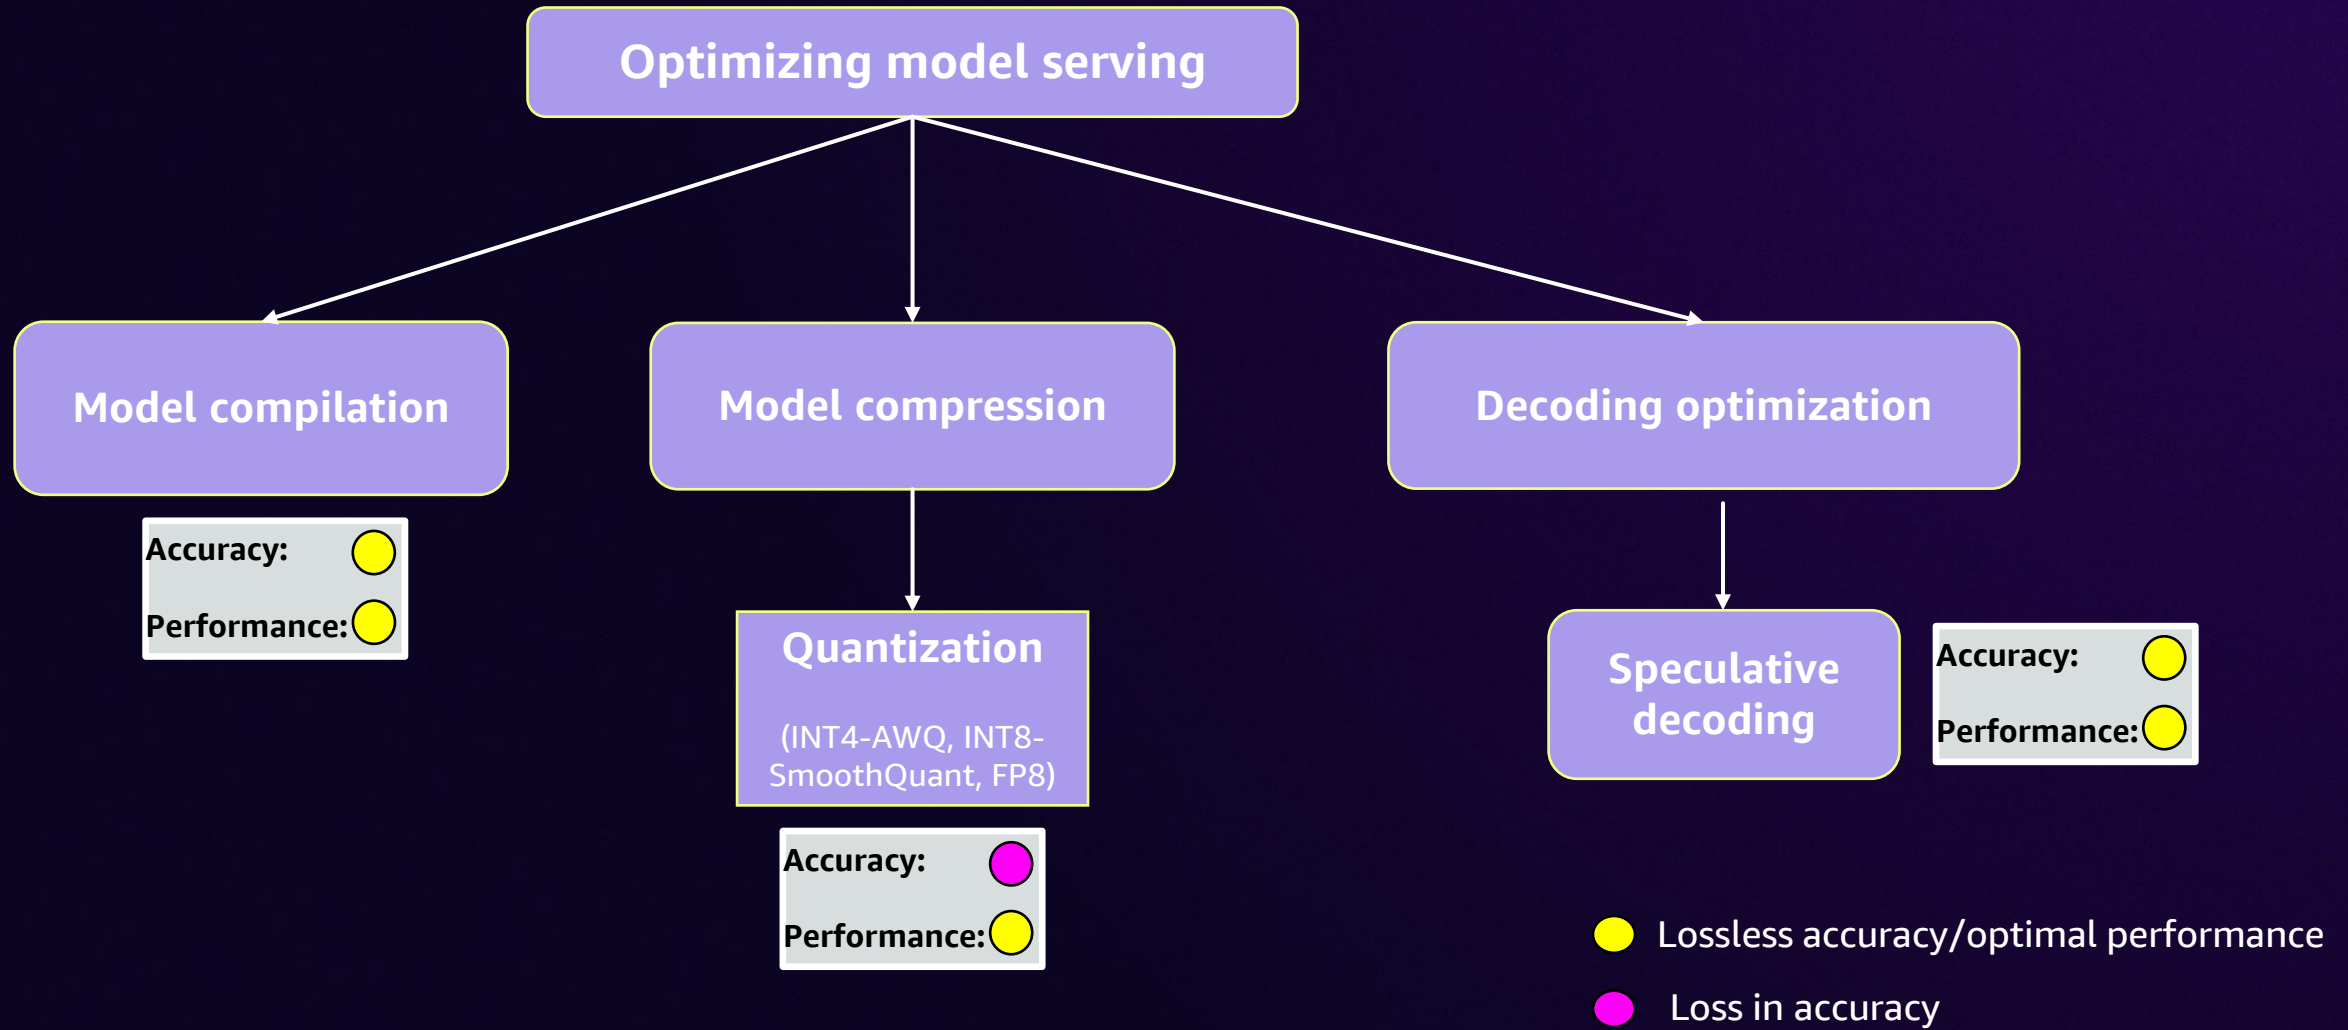 Optimizing model serving
Model compilation
Model compression
Decoding optimization
Accuracy:
Performance:
Quantization
(INT4-AWQ, INT8-
SmoothQuant, FP8)
Accuracy:
Performance:
Speculative
decoding
Accuracy:
Performance:
Lossless accuracy/optimal performance
Loss in accuracy